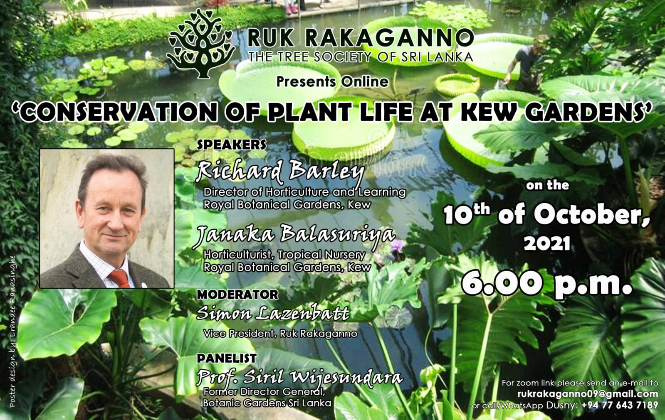 RUK RAKAGANNO
THE TREE SOCIETY OF SRI LANKA
Presents Online
‘CONSERVATION OF PLANT LIFE AT KEW GARDENS’
SPEAKERS
Richard Barley
Director of Horticulture and Learning
Royal Botanical Gardens, Kew
Janaka Balasuriya
Horticulturist, Tropical Nursery
Royal Botanical Gardens, Kew
MODERATOR
Simon Lazenbatt
Vice President, Ruk Rakaganno
PANELIST
Prof. Siril Wijesundara
Former Director General,
Botanic Gardens Sri Lanka
on the
10th of October,
2021
6.00 p.m.
For zoom link please send an e-mail to
rukrakaganno09@gmail.com
or call/WhatsApp Dushy: +94 77 643 7189
Poster design by: